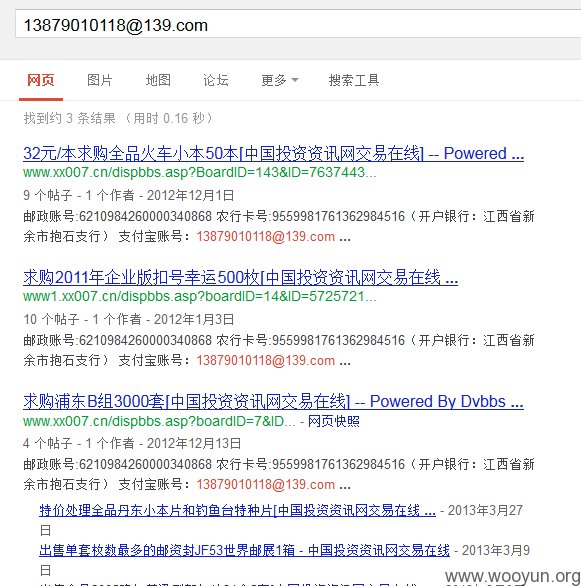 13879010118@139.com
网页 图片 地图 论坛 更多 搜索工具
找到约 3 条结果 （用时 0.16 秒）
32元/本求购全品火车小本50本[中国投资资讯网交易在线] -- Powered ...
www.xx007.cn/dispbbs.asp?BoardID=143&ID=7637443...
9 个帖子 - 1 个作者 - 2012年12月1日
邮政账号:6210984260000340868 农行卡号:9559981761362984516（开户银行：江西省新
余市抱石支行） 支付宝账号：13879010118@139.com ...
求购2011年企业版扣号幸运500枚[中国投资资讯网交易在线 ...
www1.xx007.cn/dispbbs.asp?boardID=14&ID=5725721...
10 个帖子 - 1 个作者 - 2012年1月3日
邮政账号:6210984260000340868 农行卡号:9559981761362984516（开户银行：江西省新
余市抱石支行） 支付宝账号：13879010118@139.com ...
求购浦东B组3000套[中国投资资讯网交易在线] -- Powered By Dvbbs ...
www.xx007.cn/dispbbs.asp?boardID=7&ID... - 网页快照
4 个帖子 - 1 个作者 - 2012年12月13日
邮政账号:6210984260000340868 农行卡号:9559981761362984516（开户银行：江西省新
余市抱石支行） 支付宝账号：13879010118@139.com ...
特价处理全品丹东小本片和钓鱼台特种片[中国投资资讯网交易在线 ... - 2013年3月27
日
出售单套枚数最多的邮资封JF53世界邮展1箱 - 中国投资资讯网交易在线 - 2013年3月9
日
www.wooyun.org